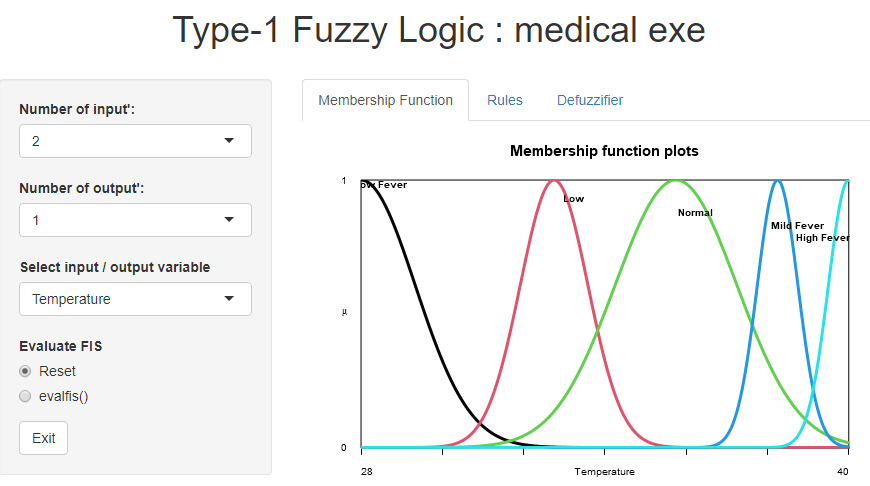 Type-1 Fuzzy Logic : medical exe
Number of input':
2
Number of output':
1
Select input / output variable
Temperature
Evaluate FIS
Reset
evalfis()
Exit
Membership Function
Rules
Defuzzifier
Membership function plots
1
μ
0
Fever
Low
Normal
Mild Fever
High Fever
28
Temperature
40